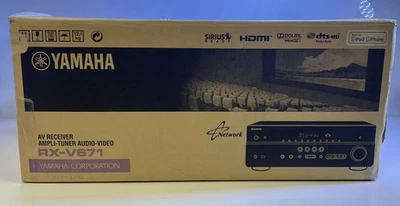 YAMAHA
SIRIUS
READY
HDMI
DOLBY
dts-HD
iPod iPhone
Network
AV RECEIVER
AMPLI-TUNER AUDIO-VIDEO
RX-V671
YAMAHA CORPORATION